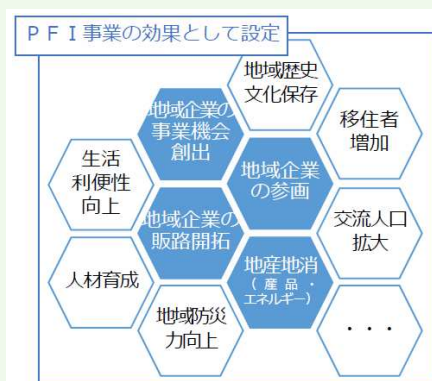 ＰＦＩ事業の効果として設定
地域歴史
文化保存
地域企業の
事業機会
創出
移住者
増加
生活
利便性
向上
地域企業
の参画
地域企業の
販路開拓
交流人口
拡大
人材育成
地産地消
（産品・
エネルギー）
地域防災
力向上
・・・